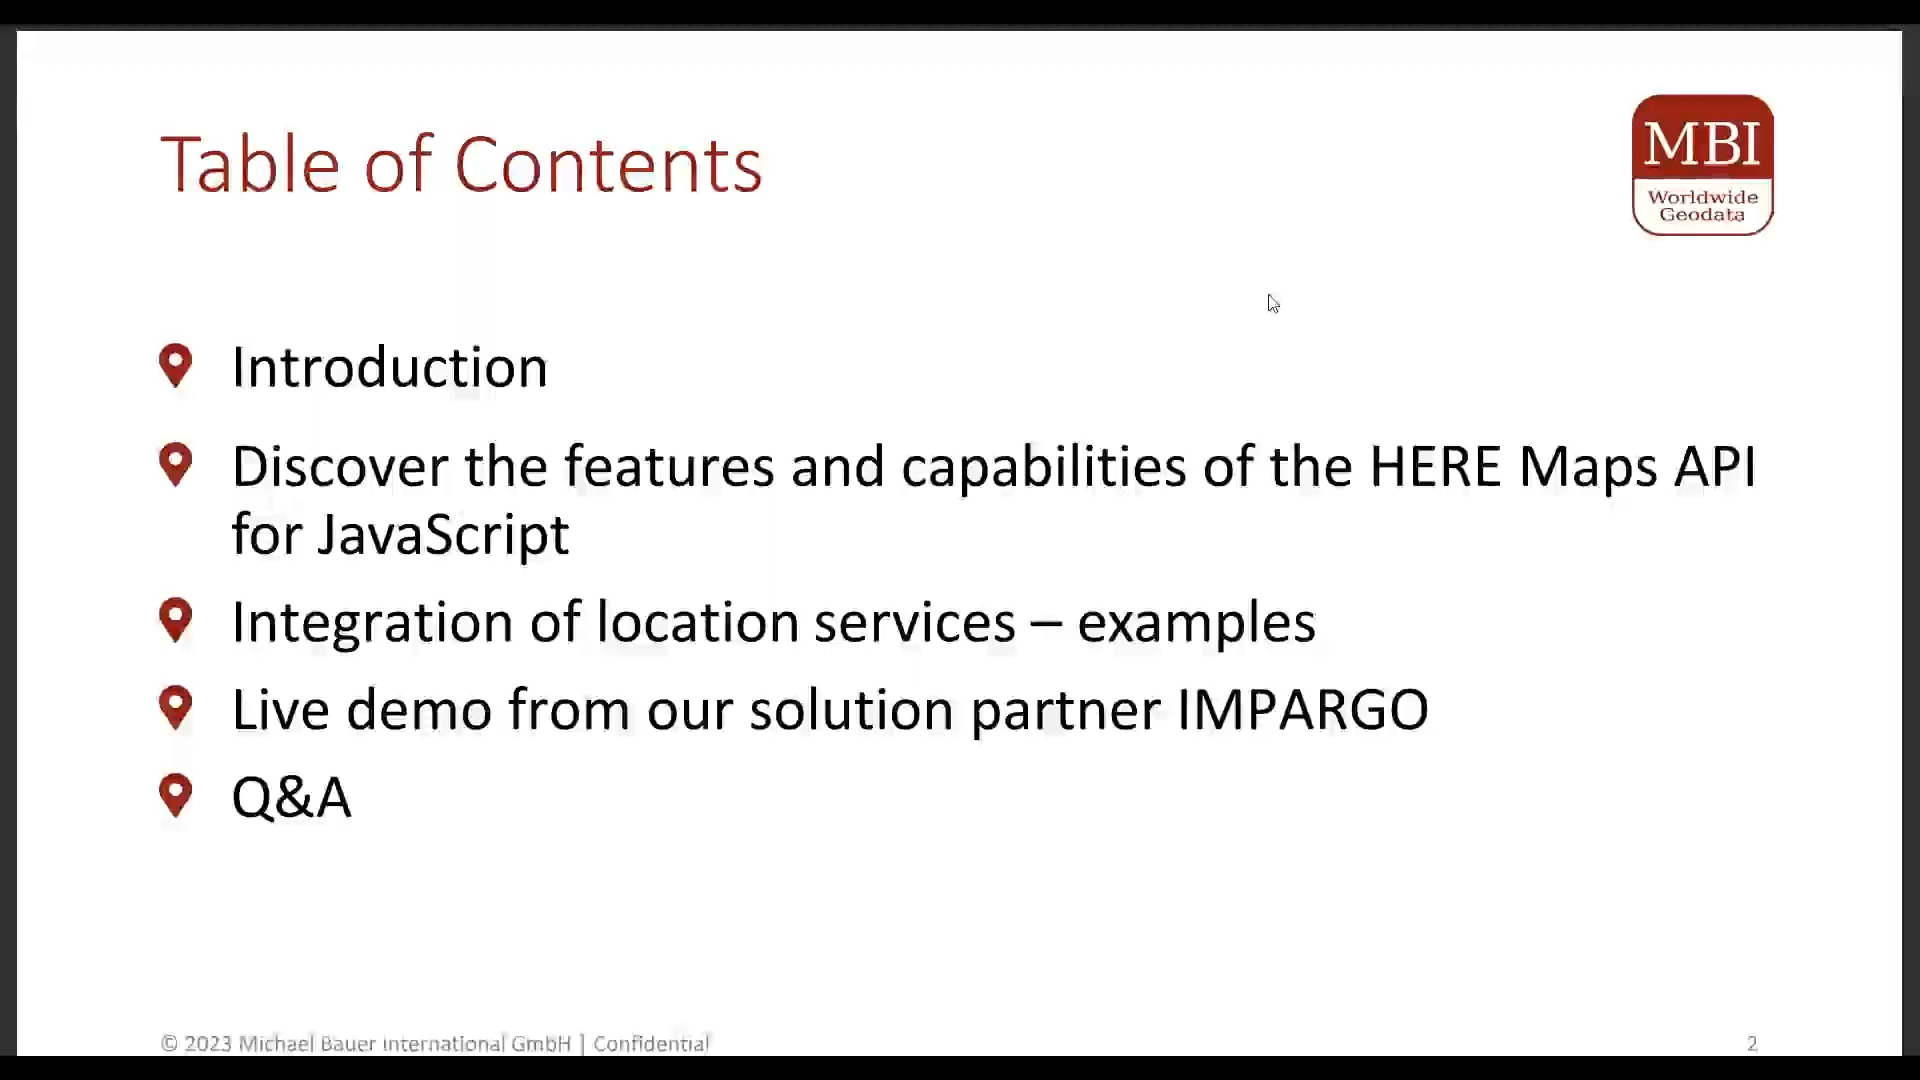 Table of Contents
MBI
Worldwide
Geodata
Introduction
Discover the features and capabilities of the HERE Maps API
for JavaScript
Integration of location services – examples
Live demo from our solution partner IMPARGO
Q&A
© 2023 Michael Bauer International GmbH | Confidential
2